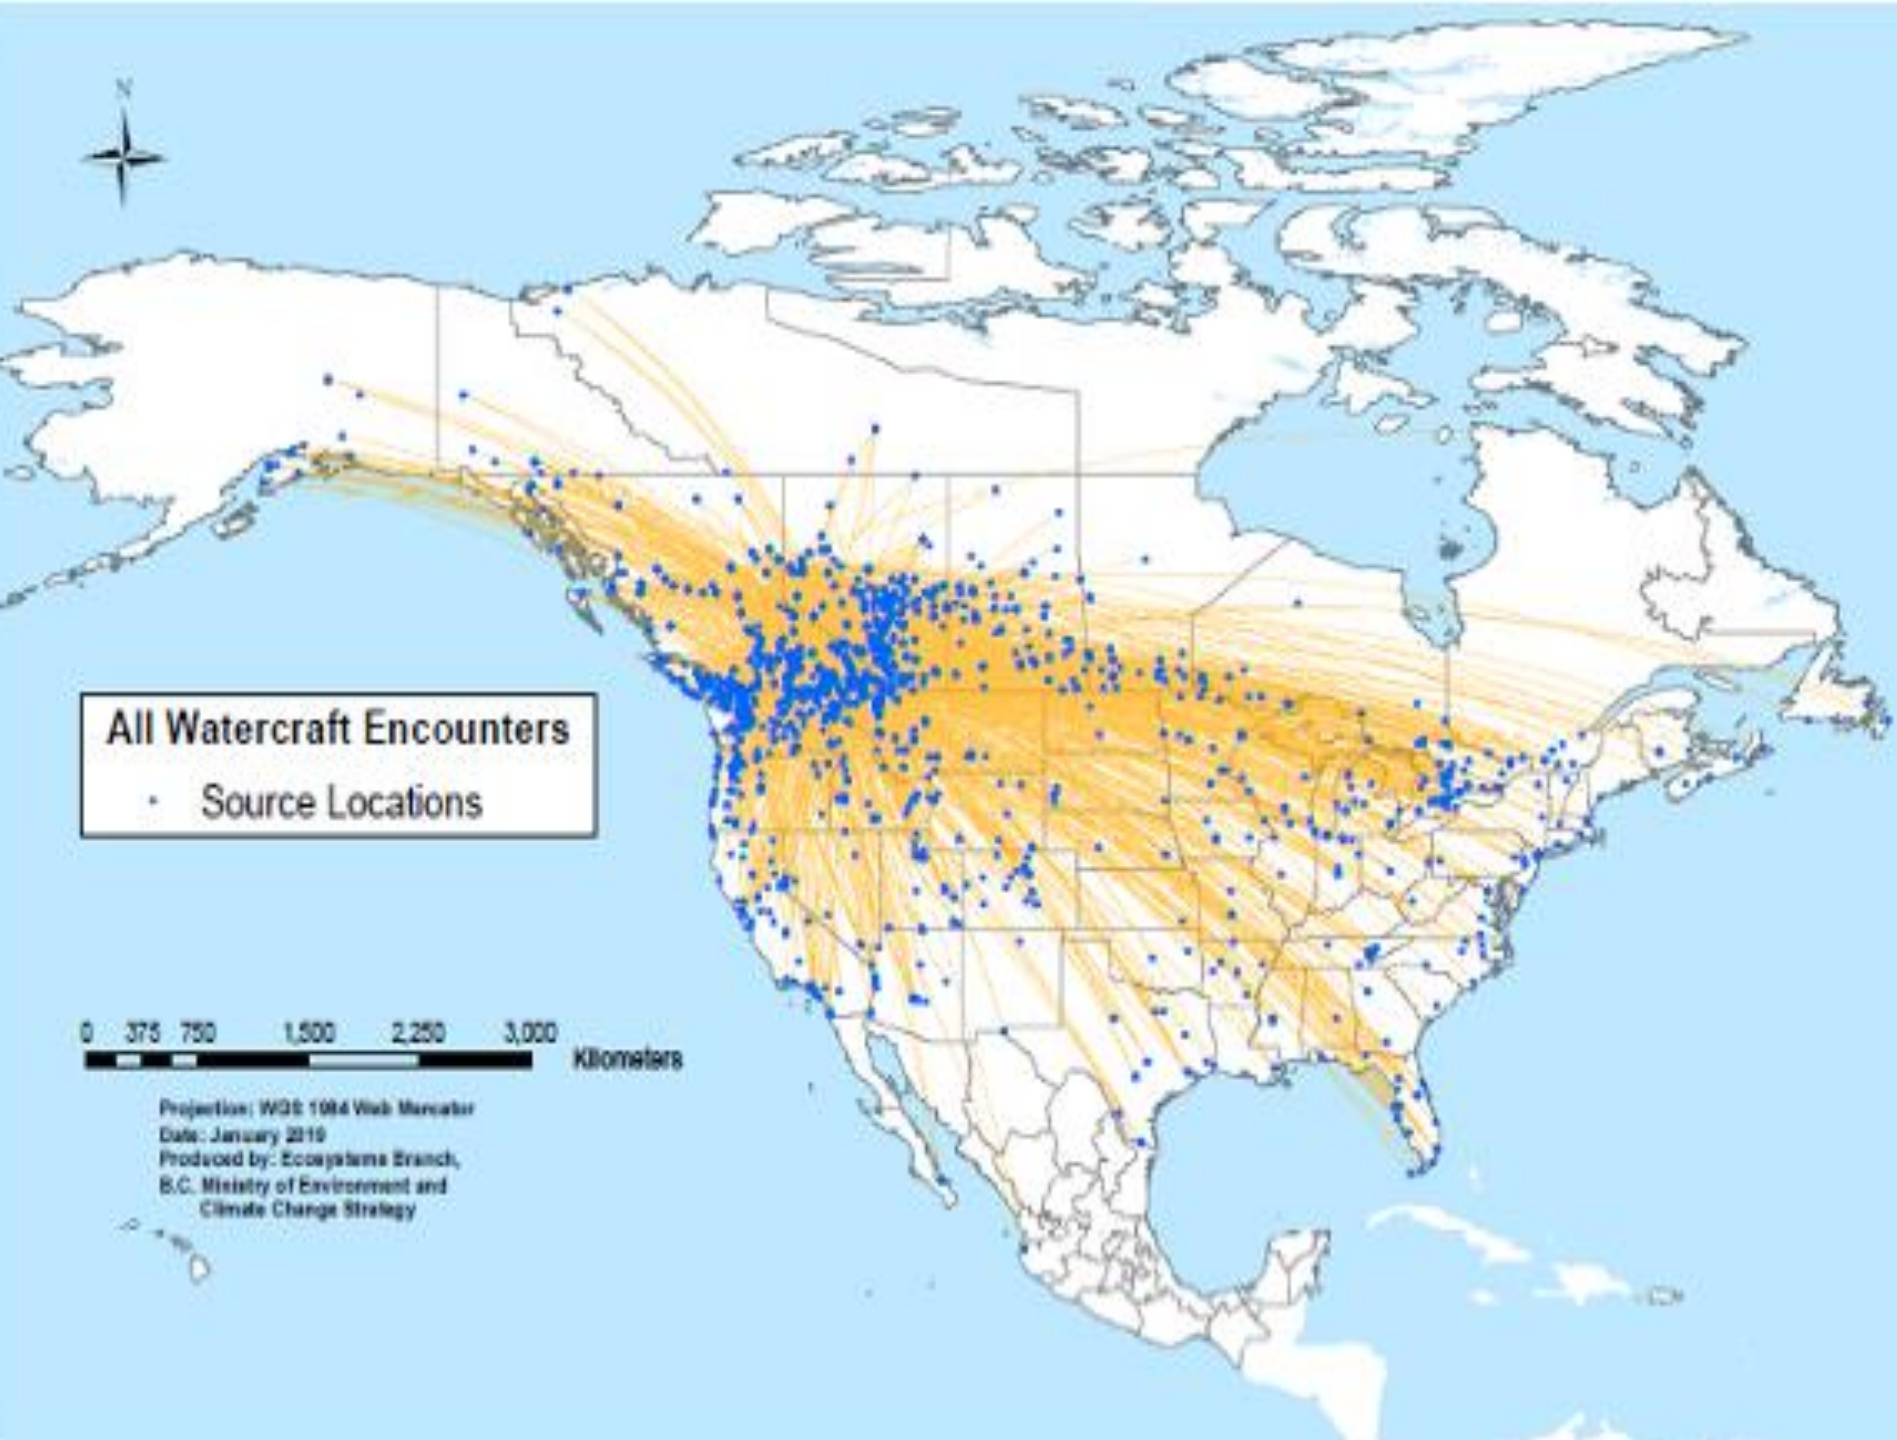 N
All Watercraft Encounters
Source Locations
0 375 750 1,500 2,250 3,000
Kilometers
Projection: WGS 1984 Web Mercator
Date: January 2019
Produced by: Ecosystems Branch,
B.C. Ministry of Environment and
Climate Change Strategy